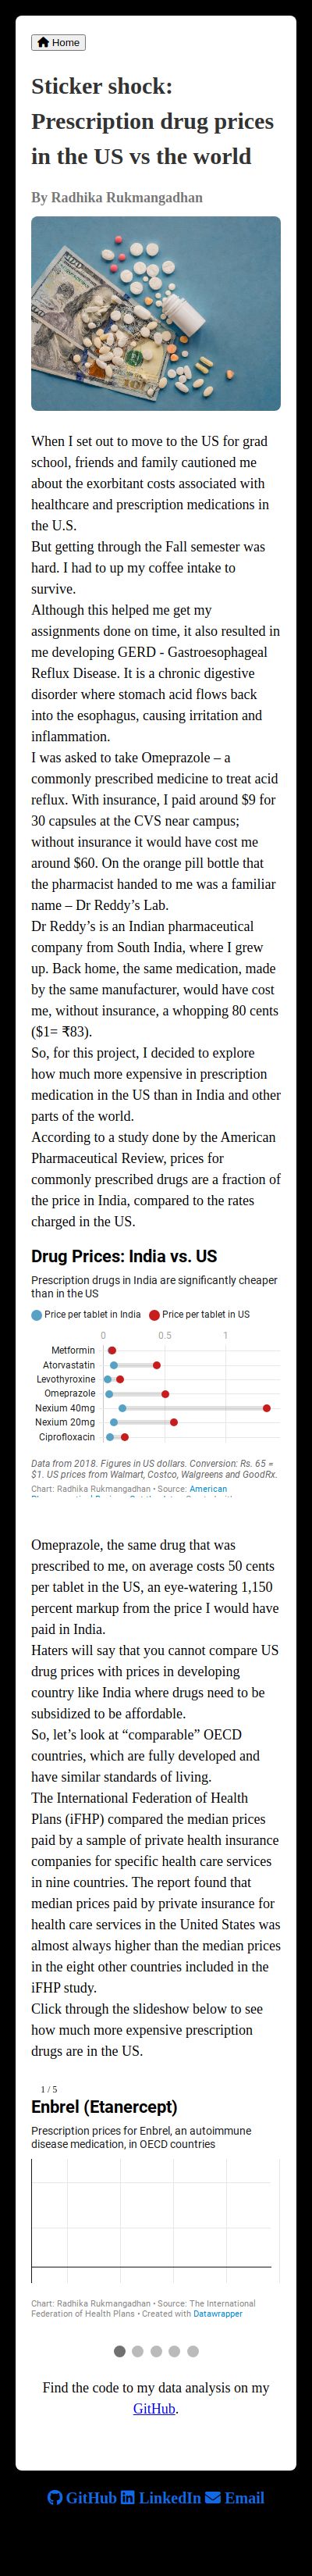 Home
Sticker shock:
Prescription drug prices
in the US vs the world
By Radhika Rukmangadhan
When I set out to move to the US for grad
school, friends and family cautioned me
about the exorbitant costs associated with
healthcare and prescription medications in
the U.S.
But getting through the Fall semester was
hard. I had to up my coffee intake to
survive.
Although this helped me get my
assignments done on time, it also resulted in
me developing GERD - Gastroesophageal
Reflux Disease. It is a chronic digestive
disorder where stomach acid flows back
into the esophagus, causing irritation and
inflammation.
I was asked to take Omeprazole – a
commonly prescribed medicine to treat acid
reflux. With insurance, I paid around $9 for
30 capsules at the CVS near campus;
without insurance it would have cost me
around $60. On the orange pill bottle that
the pharmacist handed to me was a familiar
name – Dr Reddy’s Lab.
Dr Reddy’s is an Indian pharmaceutical
company from South India, where I grew
up. Back home, the same medication, made
by the same manufacturer, would have cost
me, without insurance, a whopping 80 cents
($1= ₹83).
So, for this project, I decided to explore
how much more expensive in prescription
medication in the US than in India and other
parts of the world.
According to a study done by the American
Pharmaceutical Review, prices for
commonly prescribed drugs are a fraction of
the price in India, compared to the rates
charged in the US.
Drug Prices: India vs. US
Prescription drugs in India are significantly cheaper
than in the US
Price per tablet in India Price per tablet in US
0 0.5 1
Metformin
Atorvastatin
Levothyroxine
Omeprazole
Nexium 40mg
Nexium 20mg
Ciprofloxacin
Data from 2018. Figures in US dollars. Conversion: Rs. 65 =
$1. US prices from Walmart, Costco, Walgreens and GoodRx.
Chart: Radhika Rukmangadhan • Source: American
Omeprazole, the same drug that was
prescribed to me, on average costs 50 cents
per tablet in the US, an eye-watering 1,150
percent markup from the price I would have
paid in India.
Haters will say that you cannot compare US
drug prices with prices in developing
country like India where drugs need to be
subsidized to be affordable.
So, let’s look at “comparable” OECD
countries, which are fully developed and
have similar standards of living.
The International Federation of Health
Plans (iFHP) compared the median prices
paid by a sample of private health insurance
companies for specific health care services
in nine countries. The report found that
median prices paid by private insurance for
health care services in the United States was
almost always higher than the median prices
in the eight other countries included in the
iFHP study.
Click through the slideshow below to see
how much more expensive prescription
drugs are in the US.
1 / 5
Enbrel (Etanercept)
Prescription prices for Enbrel, an autoimmune
disease medication, in OECD countries
Chart: Radhika Rukmangadhan • Source: The International
Federation of Health Plans • Created with Datawrapper
Find the code to my data analysis on my
GitHub.
GitHub LinkedIn Email